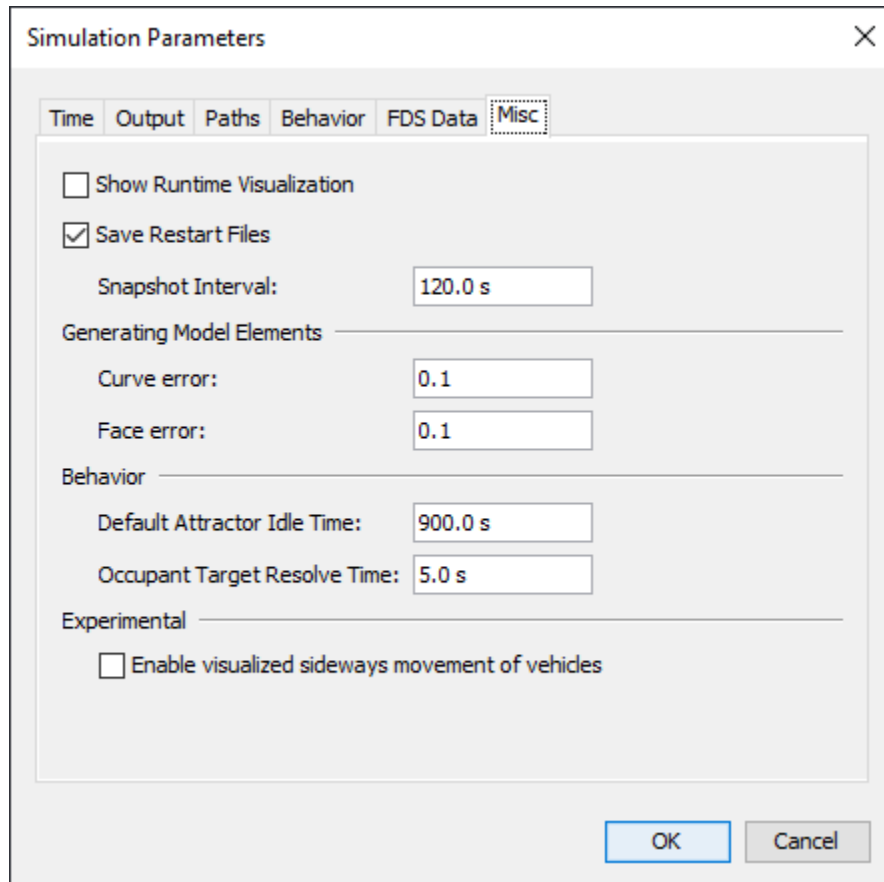 Simulation Parameters
Time Output Paths Behavior FDS Data Misc
Show Runtime Visualization
Save Restart Files
Snapshot Interval: 120.0 s
Generating Model Elements
Curve error: 0.1
Face error: 0.1
Behavior
Default Attractor Idle Time: 900.0 s
Occupant Target Resolve Time: 5.0 s
Experimental
Enable visualized sideways movement of vehicles
OK Cancel